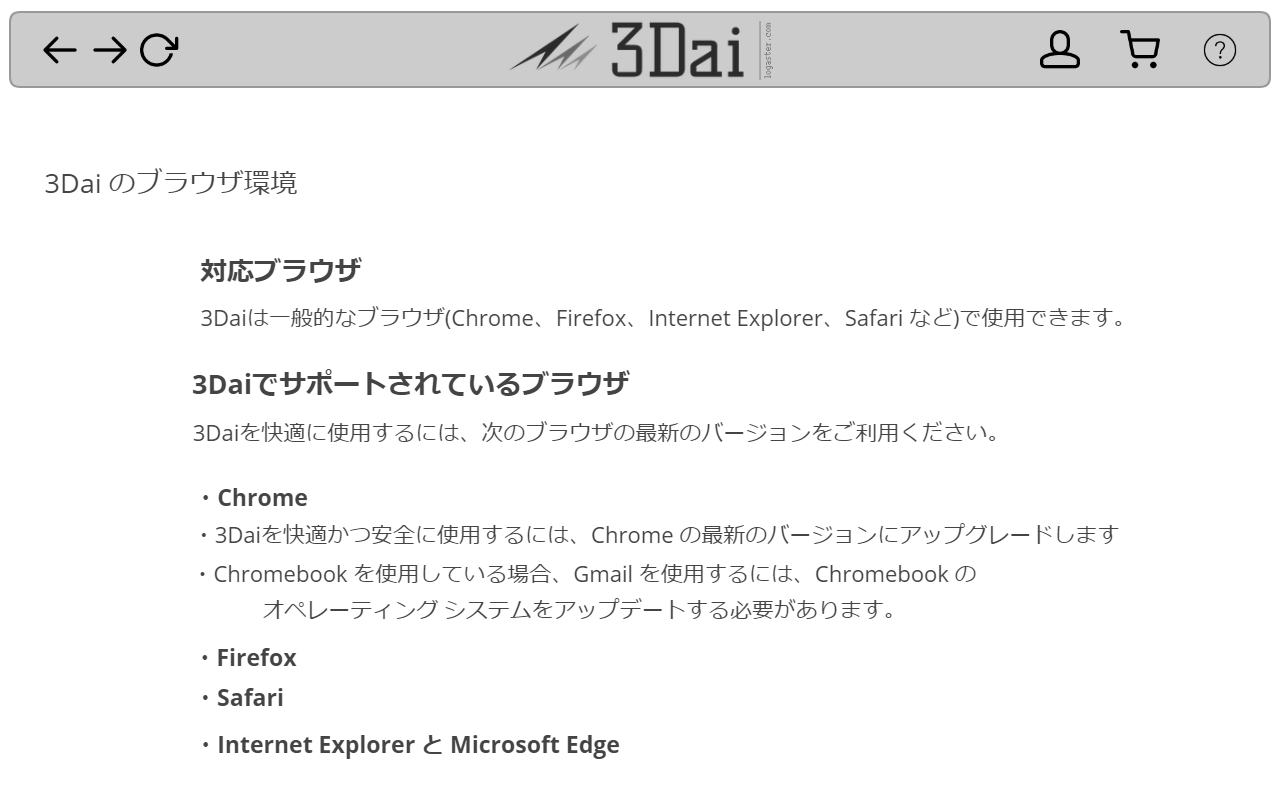 3Dai
logaster.com
?
3Dai のブラウザ環境
対応ブラウザ
3Daiは一般的なブラウザ(Chrome、Firefox、Internet Explorer、Safari など)で使用できます。
3Daiでサポートされているブラウザ
3Daiを快適に使用するには、次のブラウザの最新のバージョンをご利用ください。
・Chrome
・3Daiを快適かつ安全に使用するには、Chrome の最新のバージョンにアップグレードします
・Chromebook を使用している場合、Gmail を使用するには、Chromebook の
オペレーティング システムをアップデートする必要があります。
・Firefox
・Safari
・Internet Explorer と Microsoft Edge